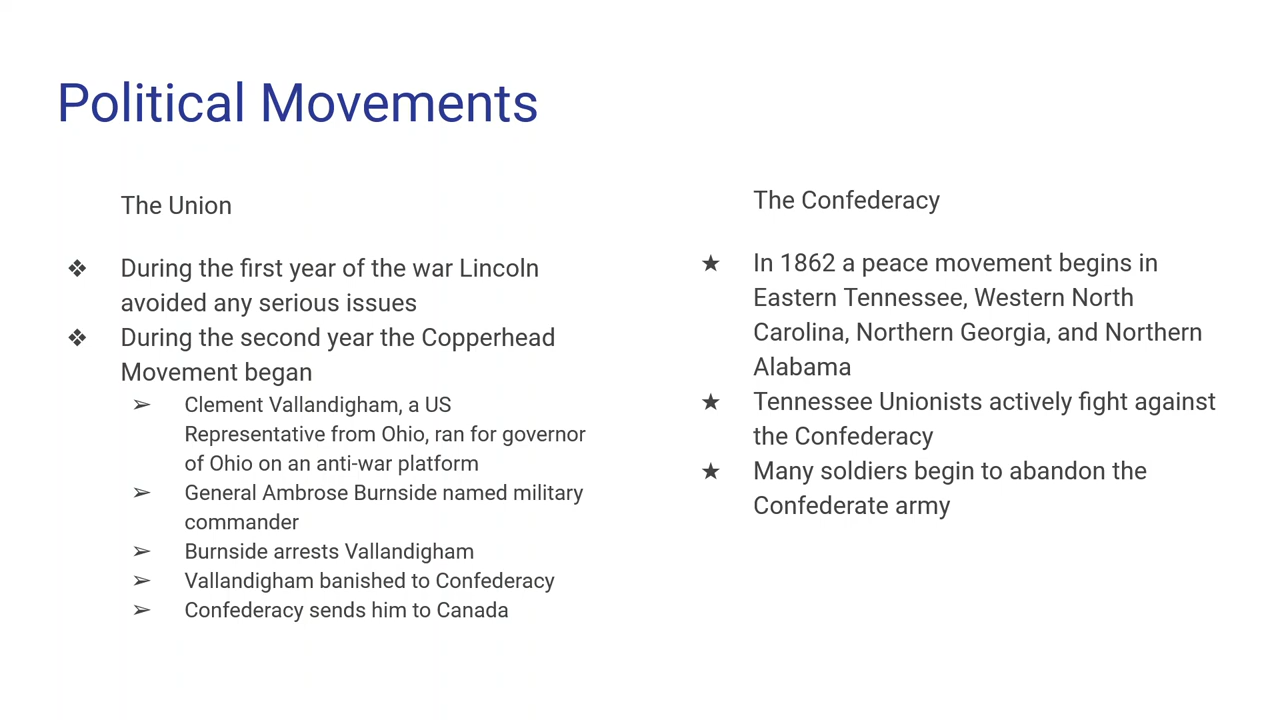 Political Movements
The Union
❖ During the first year of the war Lincoln
avoided any serious issues
❖ During the second year the Copperhead
Movement began
➢ Clement Vallandigham, a US
Representative from Ohio, ran for governor
of Ohio on an anti-war platform
➢ General Ambrose Burnside named military
commander
➢ Burnside arrests Vallandigham
➢ Vallandigham banished to Confederacy
➢ Confederacy sends him to Canada
The Confederacy
★ In 1862 a peace movement begins in
Eastern Tennessee, Western North
Carolina, Northern Georgia, and Northern
Alabama
★ Tennessee Unionists actively fight against
the Confederacy
★ Many soldiers begin to abandon the
Confederate army